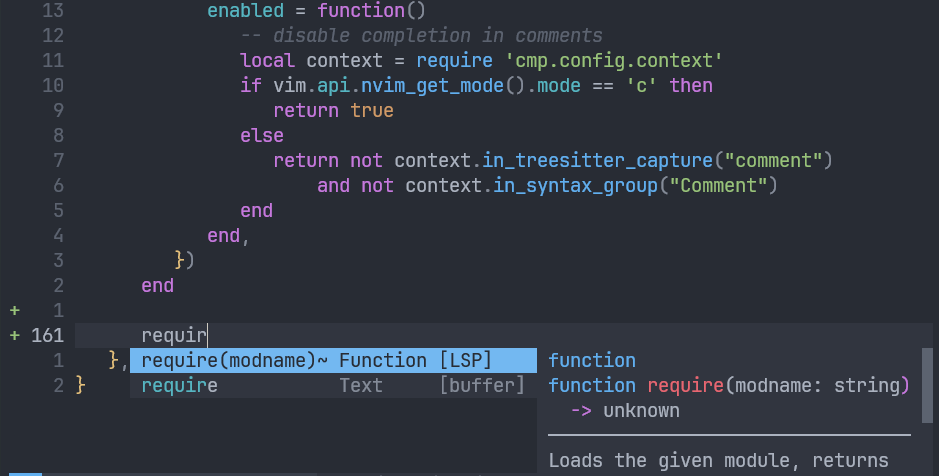 13 enabled = function()
12 -- disable completion in comments
11 local context = require 'cmp.config.context'
10 if vim.api.nvim_get_mode().mode == 'c' then
9 return true
8 else
7 return not context.in_treesitter_capture("comment")
6 and not context.in_syntax_group("Comment")
5 end
4 end,
3 })
2 end
+ 1
+ 161 requir
1 }, require(modname)~ Function [LSP] function
2 } require Text [buffer] function require(modname: string)
-> unknown
Loads the given module, returns